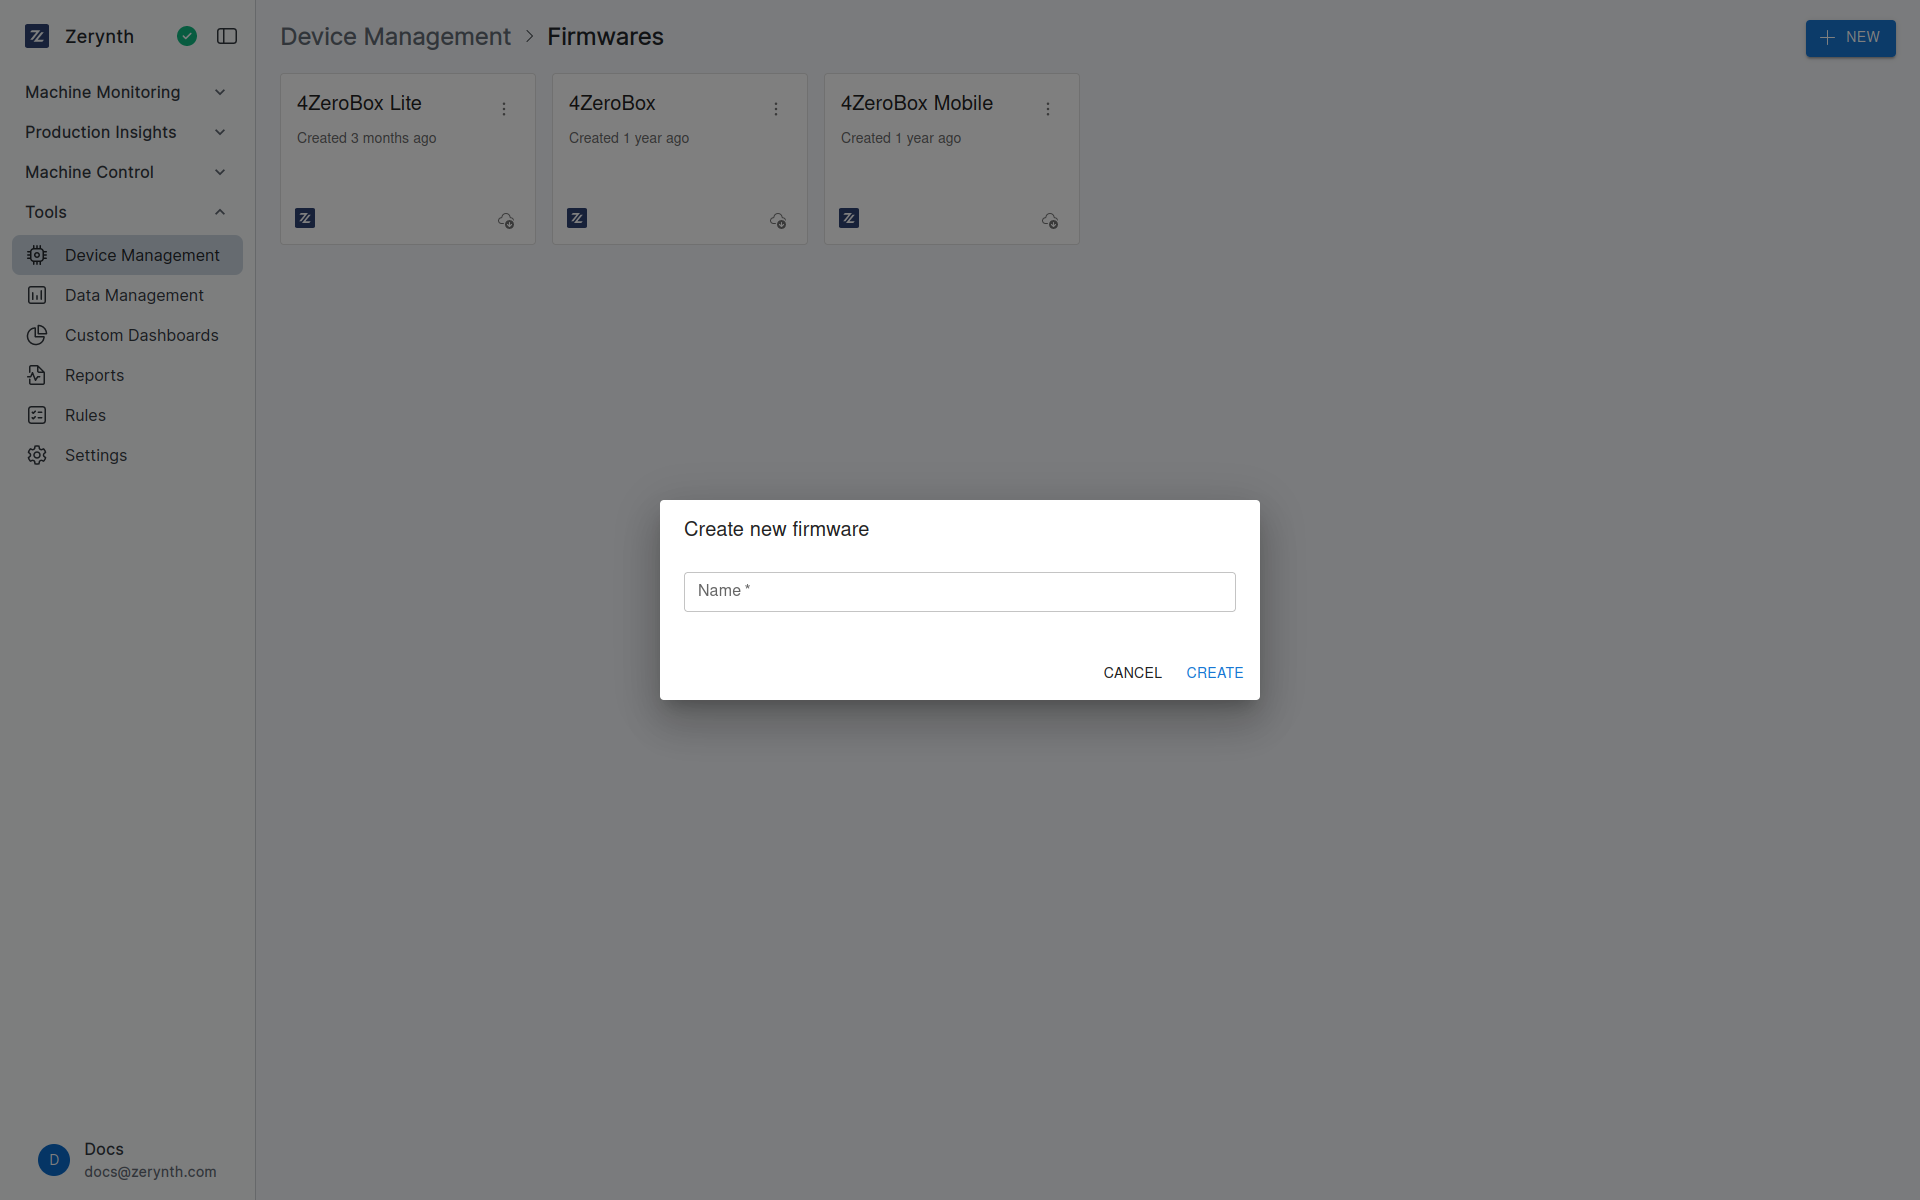 Zerynth
Machine Monitoring
Production Insights
Machine Control
Tools
Device Management
Data Management
Custom Dashboards
Reports
Rules
Settings
Docs
D
docs@zerynth.com
Device Management > Firmwares
NEW
4ZeroBox Lite
Created 3 months ago
4ZeroBox
Created 1 year ago
4ZeroBox Mobile
Created 1 year ago
Create new firmware
Name *
CANCEL CREATE